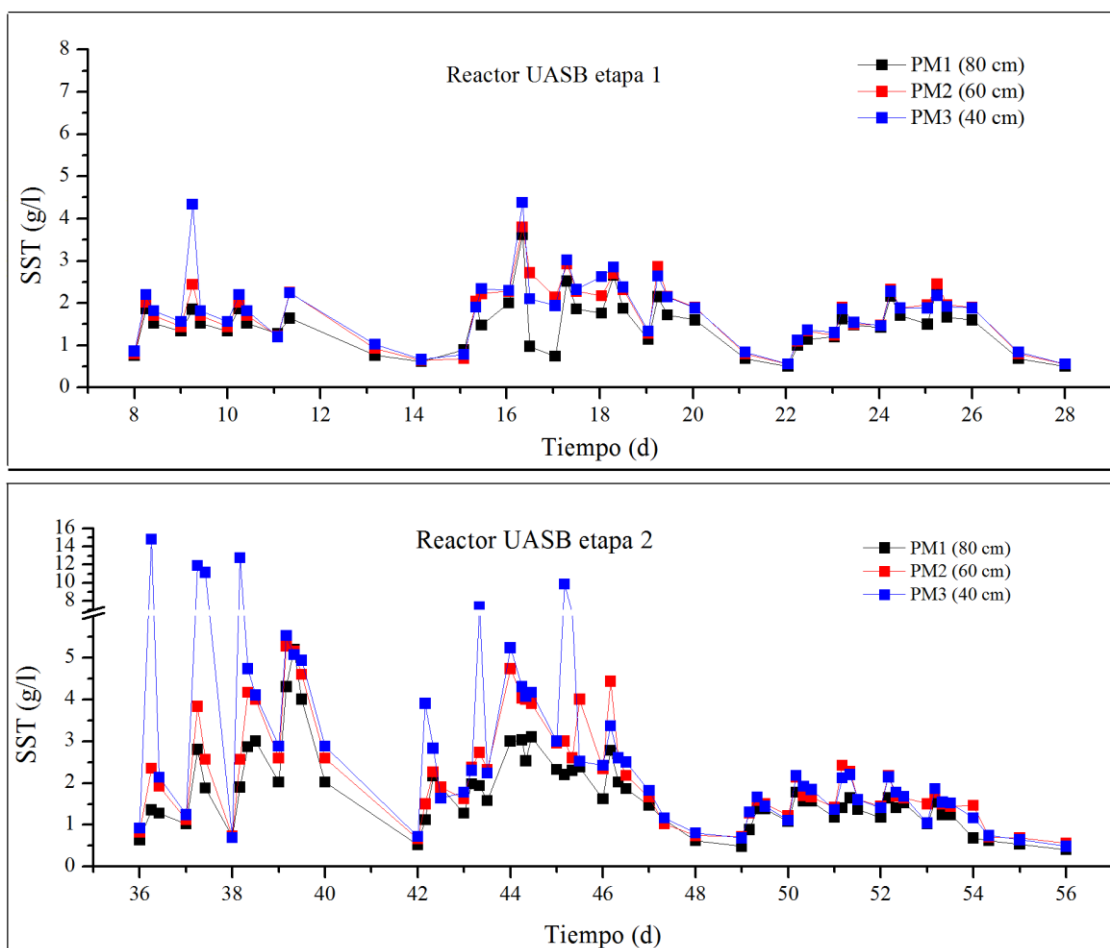 8
7
6
5
4
3
2
1
0
SST (g/l)
Reactor UASB etapa 1
PM1 (80 cm)
PM2 (60 cm)
PM3 (40 cm)
8 10 12 14 16 18 20 22 24 26 28
Tiempo (d)
16
14
12
10
8
5
4
3
2
1
0
SST (g/l)
Reactor UASB etapa 2
PM1 (80 cm)
PM2 (60 cm)
PM3 (40 cm)
36 38 40 42 44 46 48 50 52 54 56
Tiempo (d)